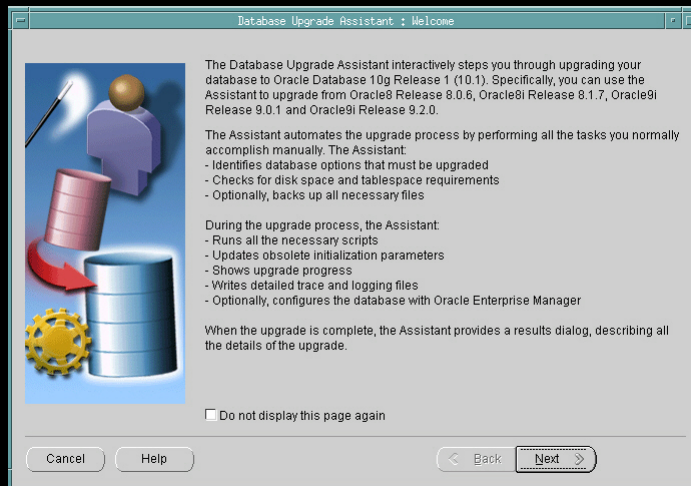 Database Upgrade Assistant : Welcome
The Database Upgrade Assistant interactively steps you through upgrading your
database to Oracle Database 10g Release 1 (10.1). Specifically, you can use the
Assistant to upgrade from Oracle8 Release 8.0.6, Oracle8i Release 8.1.7, Oracle9i
Release 9.0.1 and Oracle9i Release 9.2.0.
The Assistant automates the upgrade process by performing all the tasks you normally
accomplish manually. The Assistant:
- Identifies database options that must be upgraded
- Checks for disk space and tablespace requirements
- Optionally, backs up all necessary files
During the upgrade process, the Assistant:
- Runs all the necessary scripts
- Updates obsolete initialization parameters
- Shows upgrade progress
- Writes detailed trace and logging files
- Optionally, configures the database with Oracle Enterprise Manager
When the upgrade is complete, the Assistant provides a results dialog, describing all
the details of the upgrade.
Do not display this page again
Cancel Help Back Next